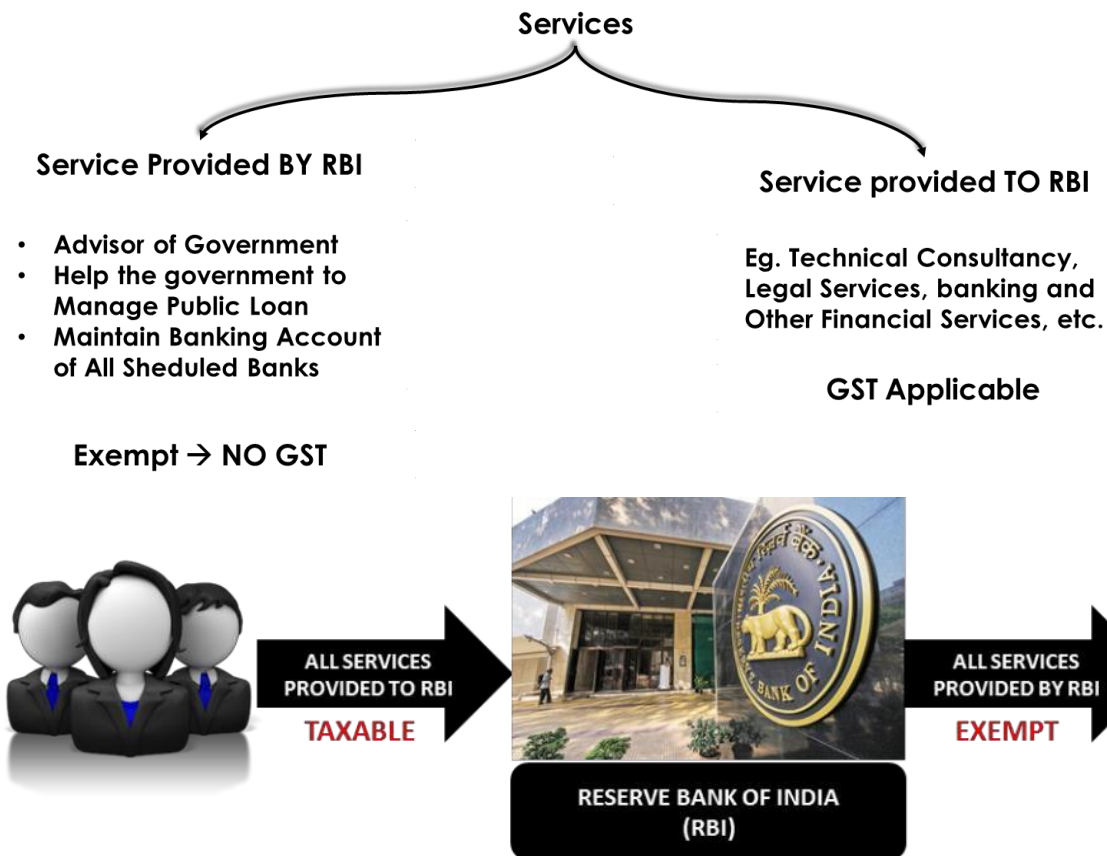 Services
Service Provided BY RBI
• Advisor of Government
• Help the government to
Manage Public Loan
• Maintain Banking Account
of All Sheduled Banks
Exempt → NO GST
Service provided TO RBI
Eg. Technical Consultancy,
Legal Services, banking and
Other Financial Services, etc.
GST Applicable
ALL SERVICES
PROVIDED TO RBI
TAXABLE
BANK OF INDIA
ALL SERVICES
PROVIDED BY RBI
EXEMPT
RESERVE BANK OF INDIA
(RBI)